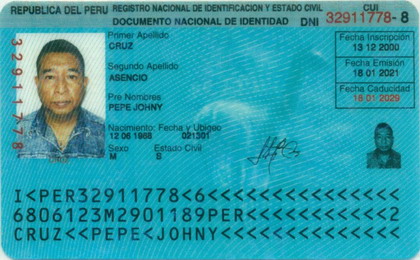 REPUBLICA DEL PERU REGISTRO NACIONAL DE IDENTIFICACION Y ESTADO CIVIL CUI
DOCUMENTO NACIONAL DE IDENTIDAD DNI 32911778-8
Primer Apellido
CRUZ
Segundo Apellido
ASENCIO
Pre Nombres
PEPE JOHNY
Nacimiento: Fecha y Ubigeo
12 06 1968 021301
Sexo Estado Civil
M S
Fecha Inscripción
13 12 2000
Fecha Emisión
18 01 2021
Fecha Caducidad
18 01 2029
32911778
I<PER32911778<6<<<<<<<<<<<<<<<
6806123M2901189PER<<<<<<<<<<<2
CRUZ<<PEPE<JOHNY<<<<<<<<<<<<<<